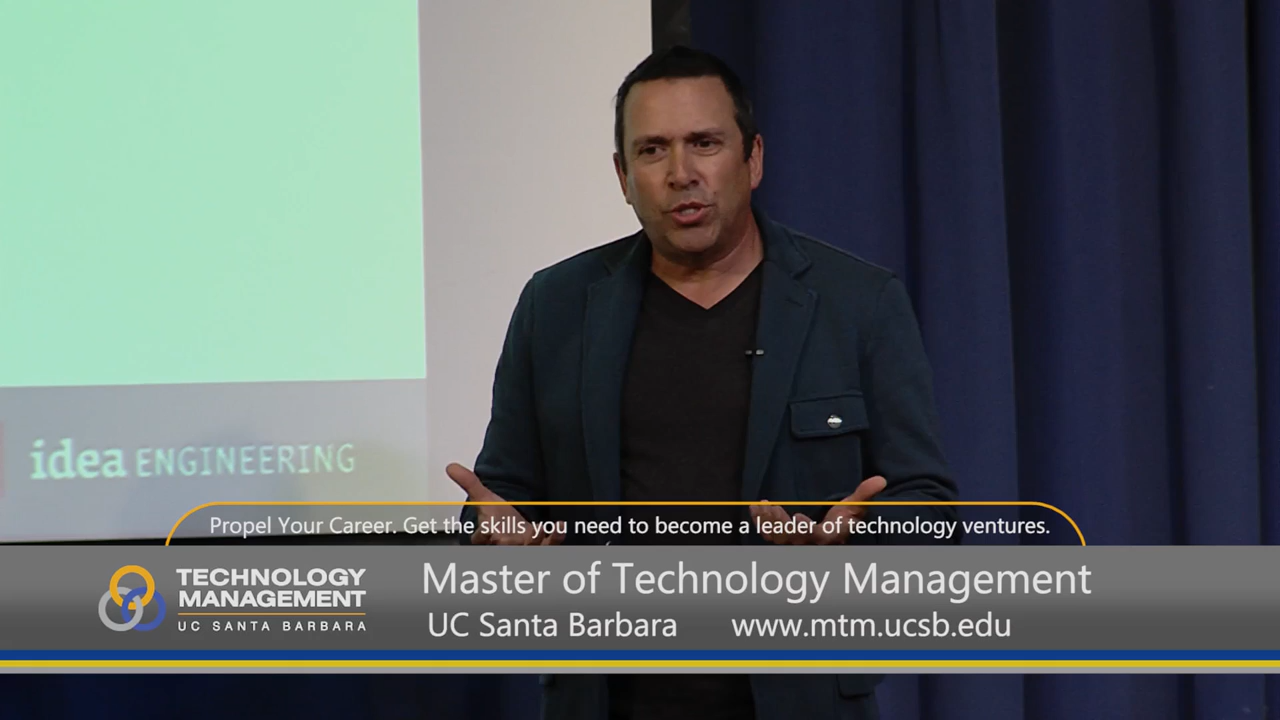 idea ENGINEERING
Propel Your Career. Get the skills you need to become a leader of technology ventures.
TECHNOLOGY
MANAGEMENT
UC SANTA BARBARA
Master of Technology Management
UC Santa Barbara www.mtm.ucsb.edu